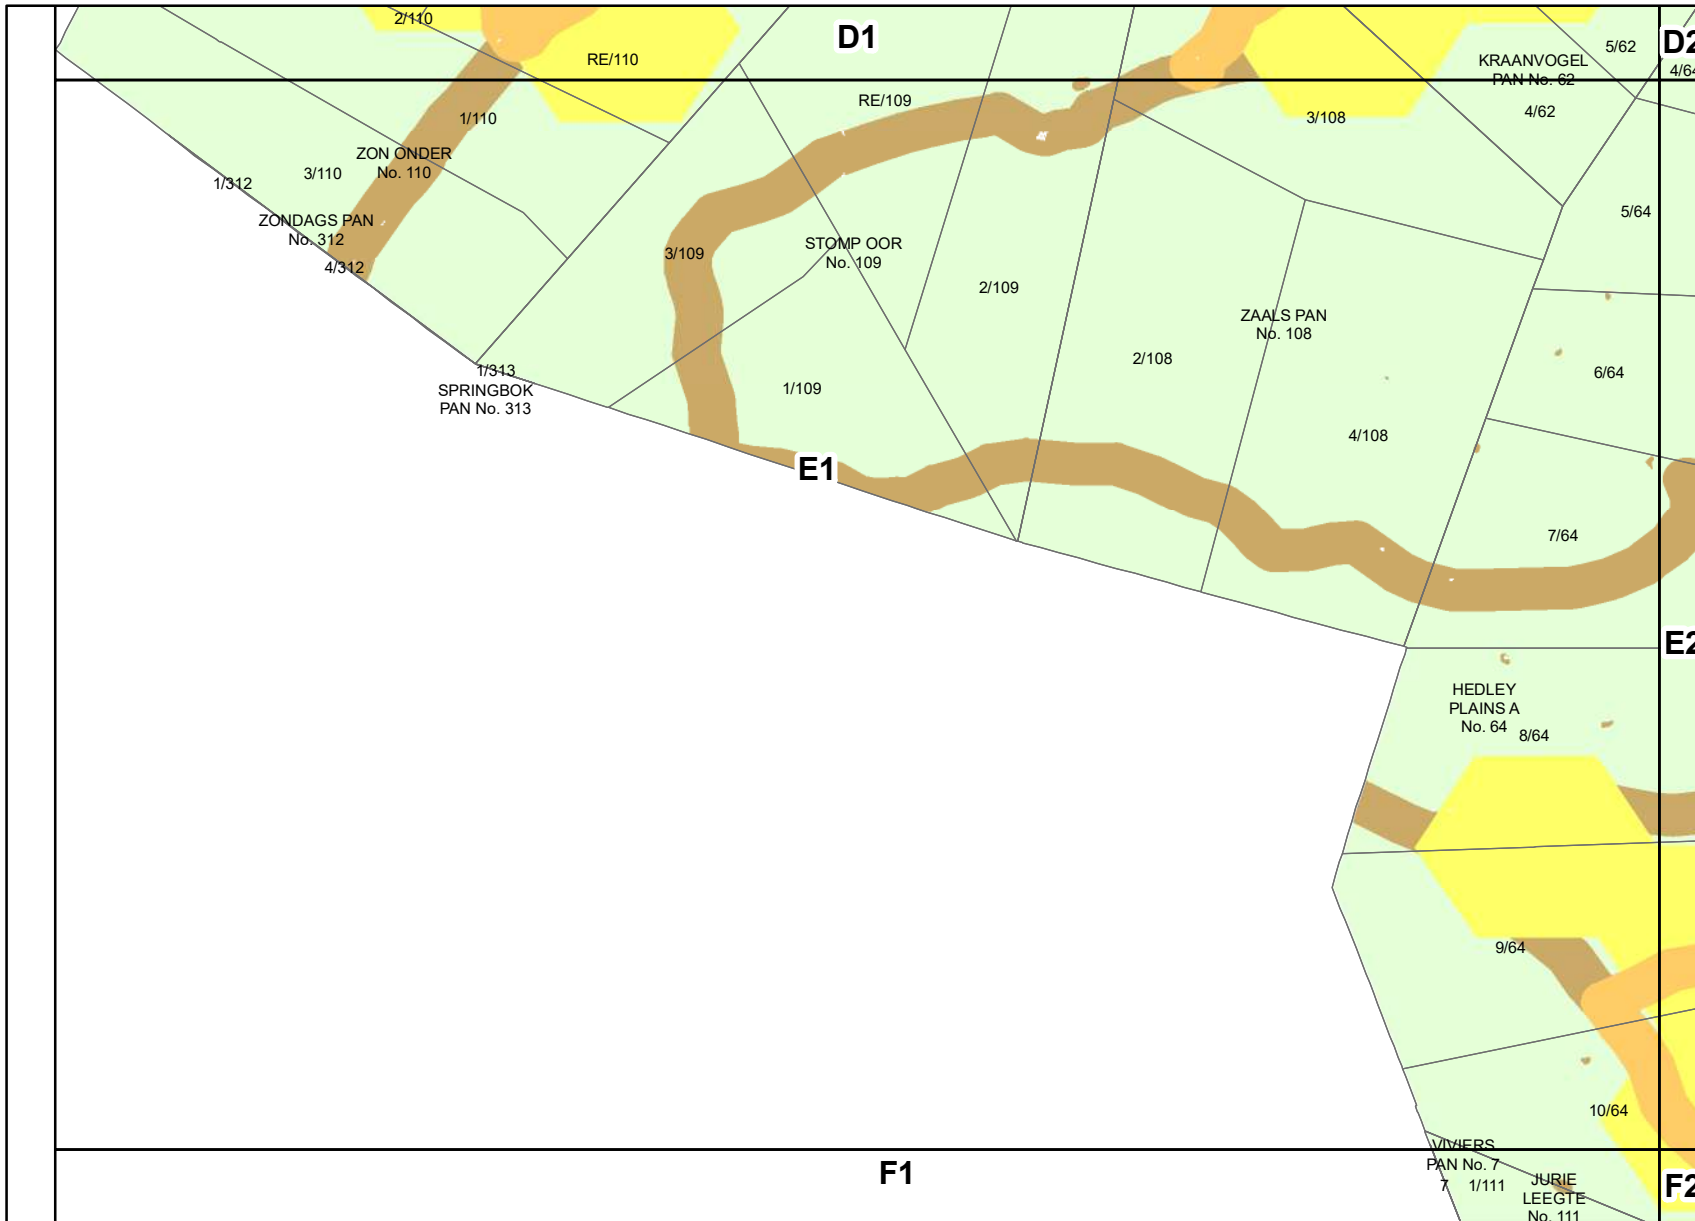 2/110
D1
RE/110
5/62
D2
KRAANVOGEL
PAN No. 62
4/64
RE/109
4/62
1/110
3/108
ZON ONDER
No. 110
3/110
1/312
5/64
ZONDAGS PAN
No. 312
4/312
3/109
STOMP OOR
No. 109
2/109
ZAALS PAN
No. 108
2/108
1/313
SPRINGBOK
PAN No. 313
6/64
1/109
4/108
E1
7/64
E2
HEDLEY
PLAINS A
No. 64
8/64
9/64
10/64
VIVIERS
PAN No. 7
7
1/111
F1
JURIE
LEEGTE
No. 111
F2